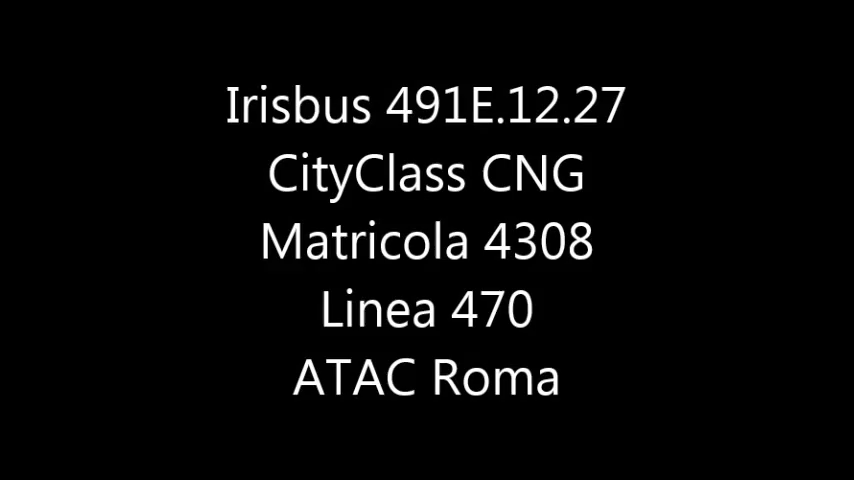 Irisbus 491E.12.27
CityClass CNG
Matricola 4308
Linea 470
ATAC Roma